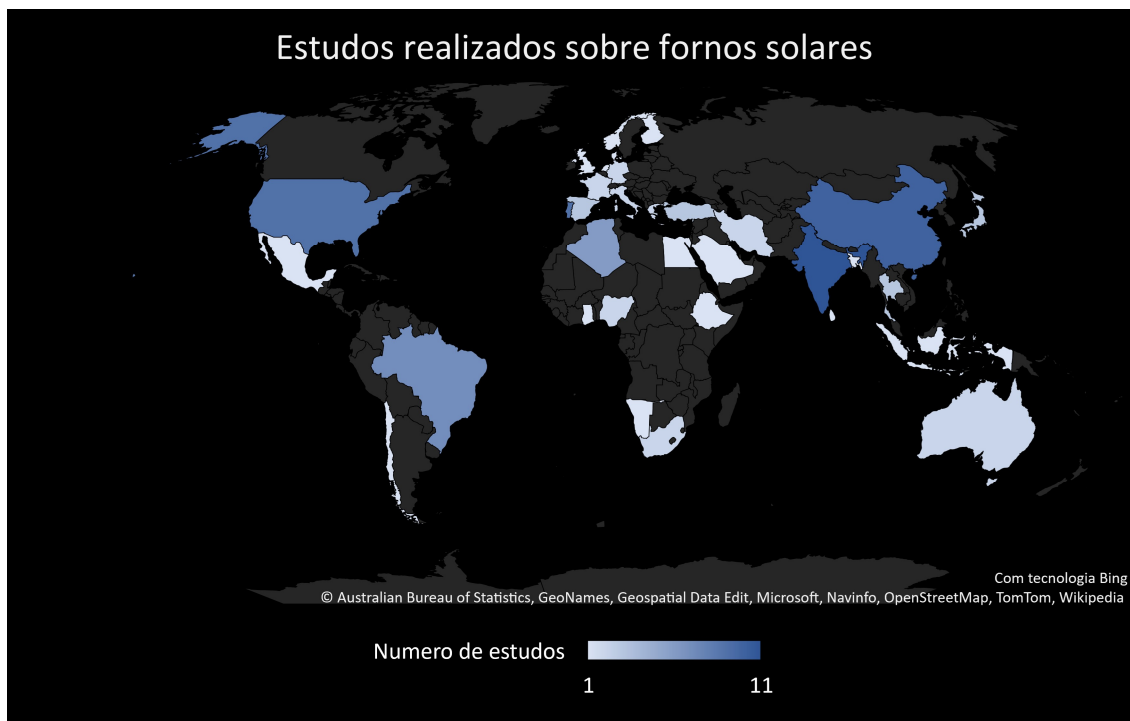 Estudos realizados sobre fornos solares
Com tecnologia Bing
© Australian Bureau of Statistics, GeoNames, Geospatial Data Edit, Microsoft, Navinfo, OpenStreetMap, TomTom, Wikipedia
Numero de estudos
1 11